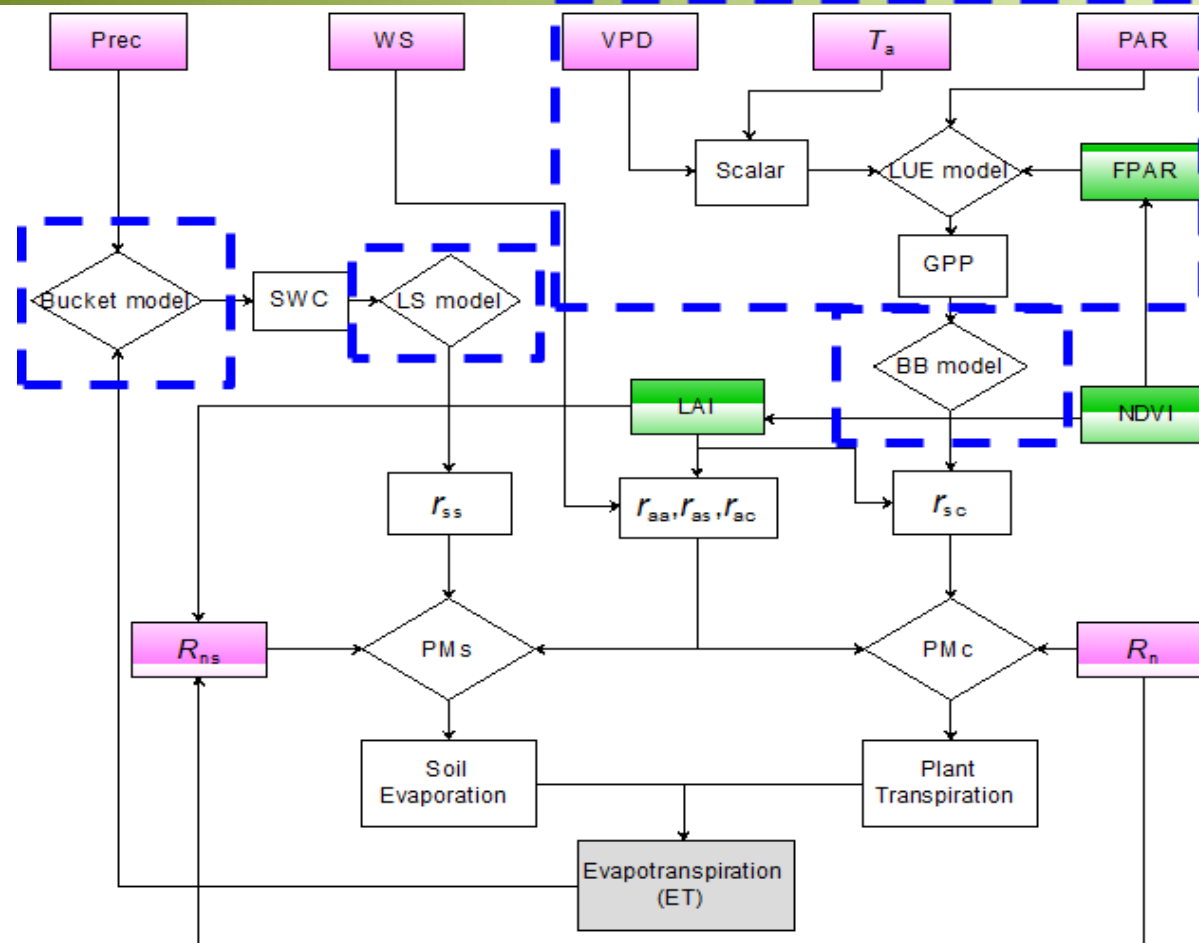 Prec
WS
VPD
Ta
PAR
Scalar
LUE model
FPAR
GPP
Bucket model
SWC
LS model
BB model
LAI
NDVI
rss
raa,ras,rac
rsc
Rns
PMs
PMc
Rn
Soil
Evaporation
Plant
Transpiration
Evapotranspiration
(ET)